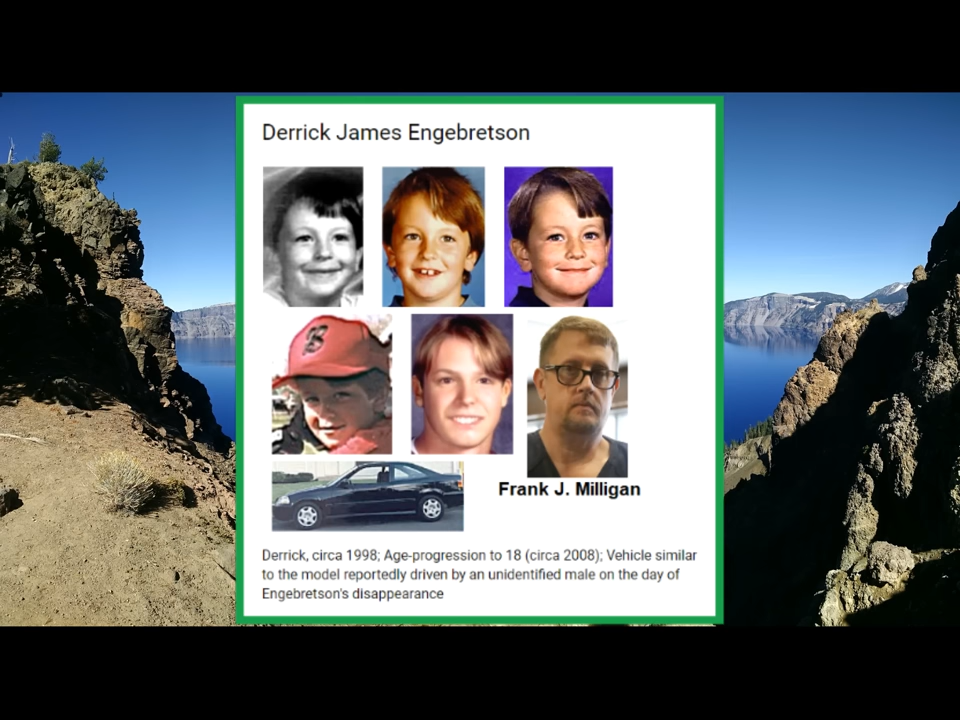 Derrick James Engebretson
Frank J. Milligan
Derrick, circa 1998; Age-progression to 18 (circa 2008); Vehicle similar
to the model reportedly driven by an unidentified male on the day of
Engebretson's disappearance